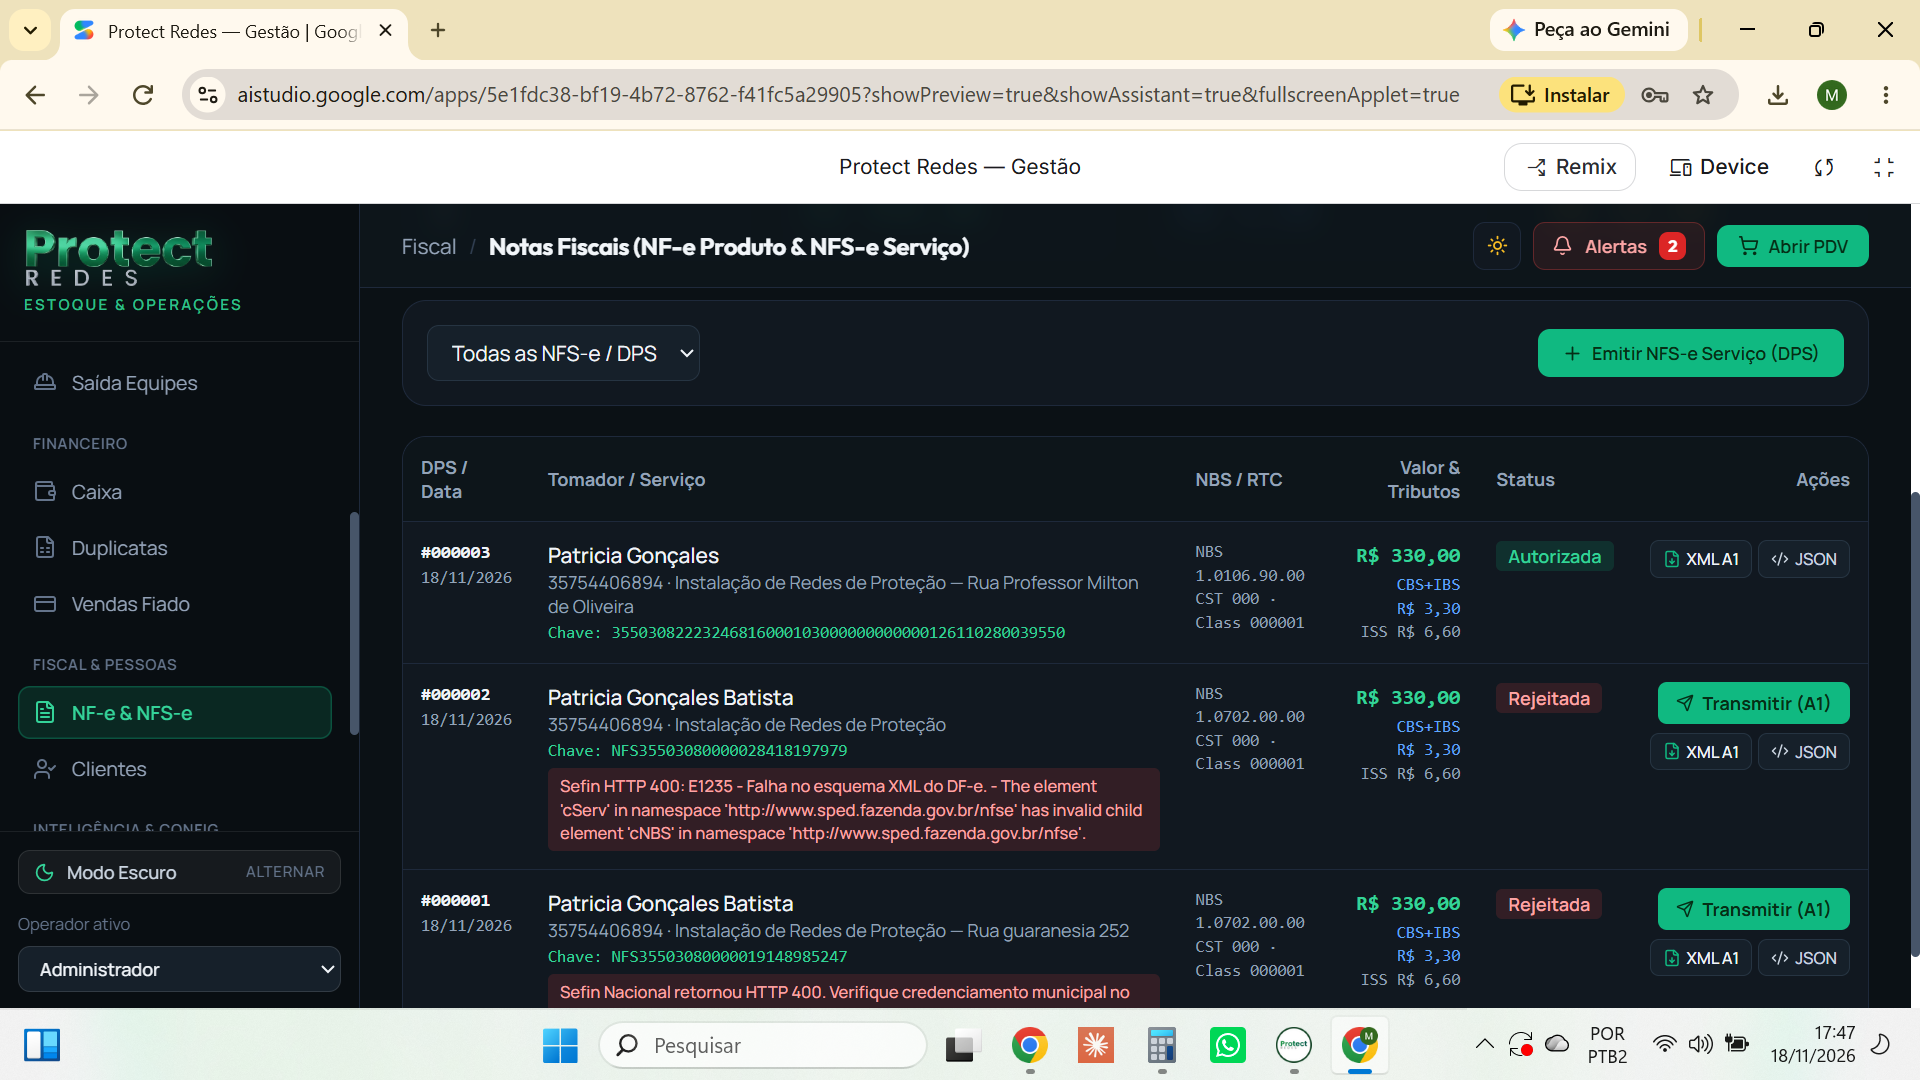 Protect Redes — Gestão | Goog
Peça ao Gemini
aistudio.google.com/apps/5e1fdc38-bf19-4b72-8762-f41fc5a29905?showPreview=true&showAssistant=true&fullscreenApplet=true
Instalar
M
Protect Redes — Gestão
Remix
Device
Protect
REDES
ESTOQUE & OPERAÇÕES
Fiscal / Notas Fiscais (NF-e Produto & NFS-e Serviço)
Alertas 2
Abrir PDV
Saída Equipes
FINANCEIRO
Caixa
Duplicatas
Vendas Fiado
FISCAL & PESSOAS
NF-e & NFS-e
Clientes
INTELIGÊNCIA & CONFIG
Modo Escuro ALTERNAR
Operador ativo
Administrador
Todas as NFS-e / DPS
+ Emitir NFS-e Serviço (DPS)
DPS / Data
Tomador / Serviço
NBS / RTC
Valor & Tributos
Status
Ações
#000003
18/11/2026
Patricia Gonçales
35754406894 · Instalação de Redes de Proteção — Rua Professor Milton
de Oliveira
Chave: 35503082223246816000103000000000000126110280039550
NBS
1.0106.90.00
CST 000 ·
Class 000001
R$ 330,00
CBS+IBS
R$ 3,30
ISS R$ 6,60
Autorizada
XML A1
</> JSON
#000002
18/11/2026
Patricia Gonçales Batista
35754406894 · Instalação de Redes de Proteção
Chave: NFS35503080000028418197979
Sefin HTTP 400: E1235 - Falha no esquema XML do DF-e. - The element
'cServ' in namespace 'http://www.sped.fazenda.gov.br/nfse' has invalid child
element 'cNBS' in namespace 'http://www.sped.fazenda.gov.br/nfse'.
NBS
1.0702.00.00
CST 000 ·
Class 000001
R$ 330,00
CBS+IBS
R$ 3,30
ISS R$ 6,60
Rejeitada
Transmitir (A1)
XML A1
</> JSON
#000001
18/11/2026
Patricia Gonçales Batista
35754406894 · Instalação de Redes de Proteção — Rua guaranesia 252
Chave: NFS35503080000019148985247
Sefin Nacional retornou HTTP 400. Verifique credenciamento municipal no
NBS
1.0702.00.00
CST 000 ·
Class 000001
R$ 330,00
CBS+IBS
R$ 3,30
ISS R$ 6,60
Rejeitada
Transmitir (A1)
XML A1
</> JSON
Pesquisar
Protect
M
POR
PTB2
17:47
18/11/2026